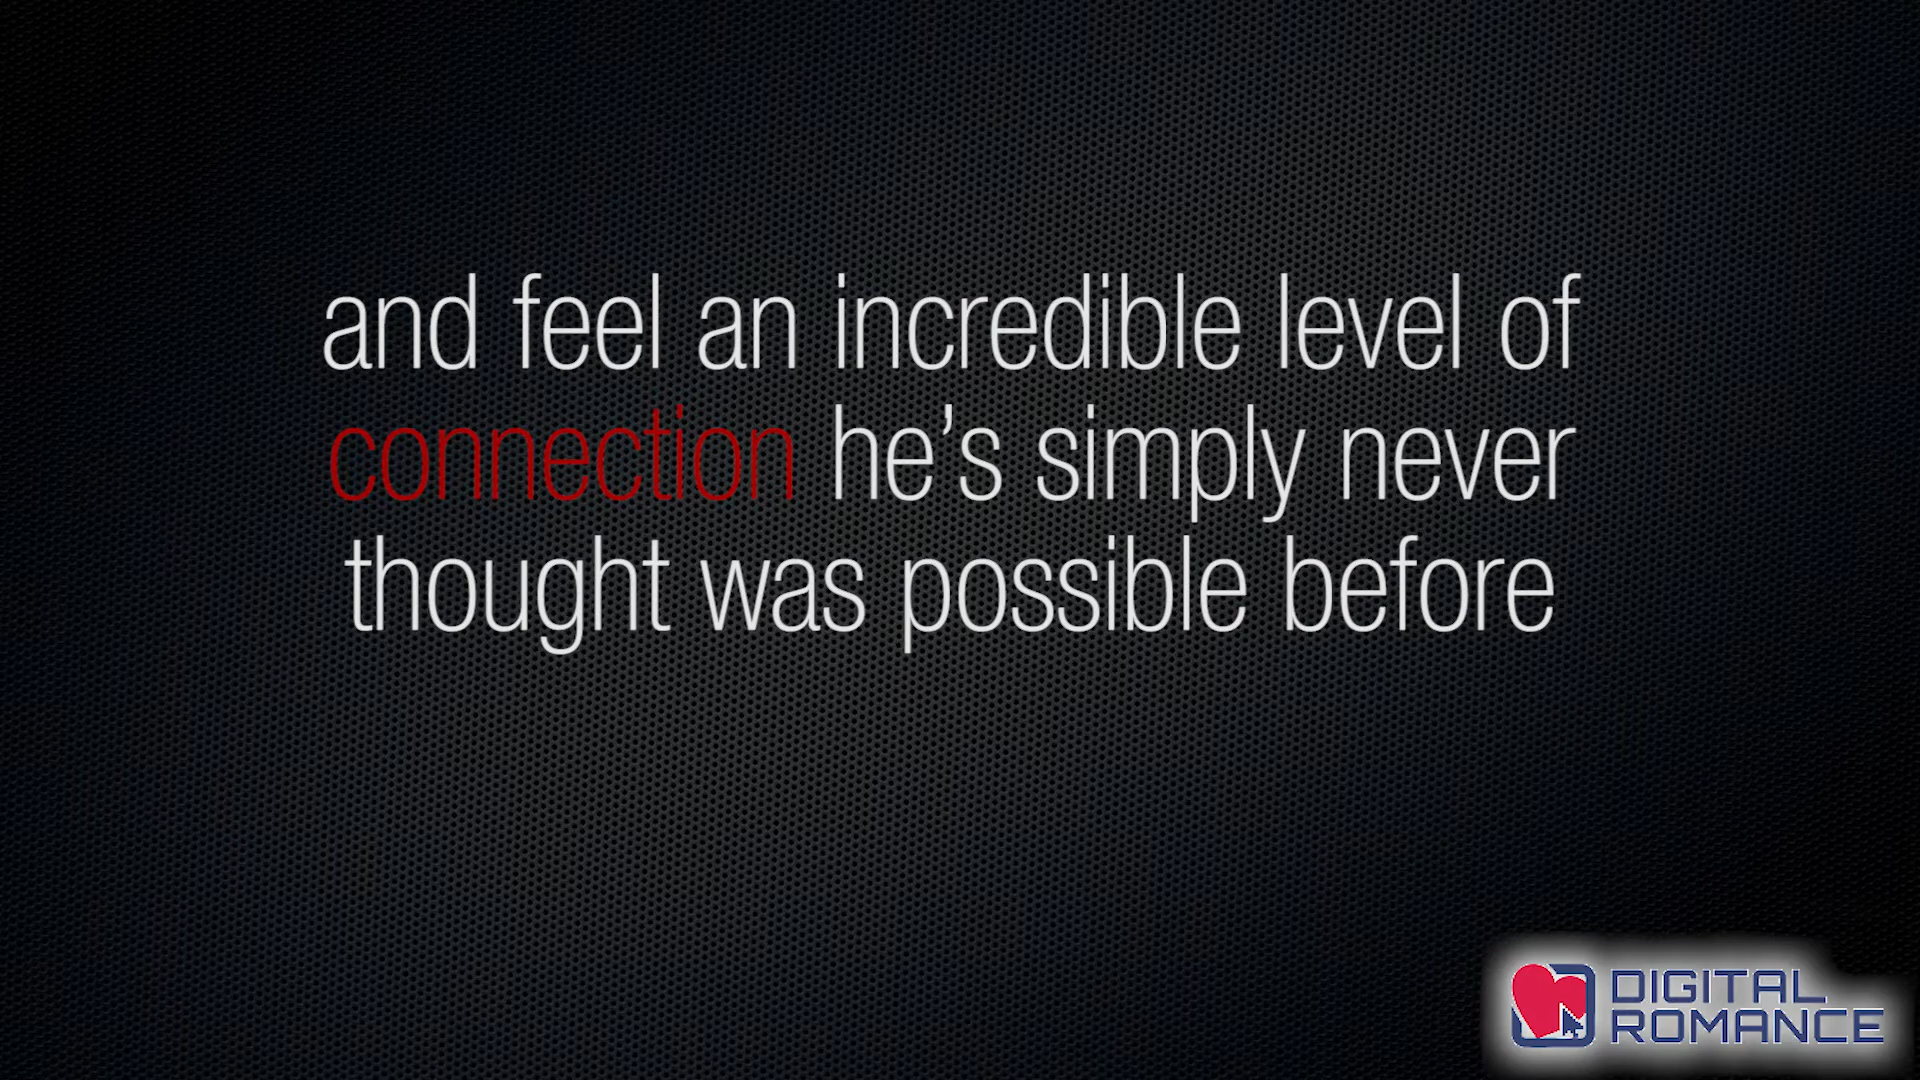 and feel an incredible level of
connection he’s simply never
thought was possible before
DIGITAL
ROMANCE